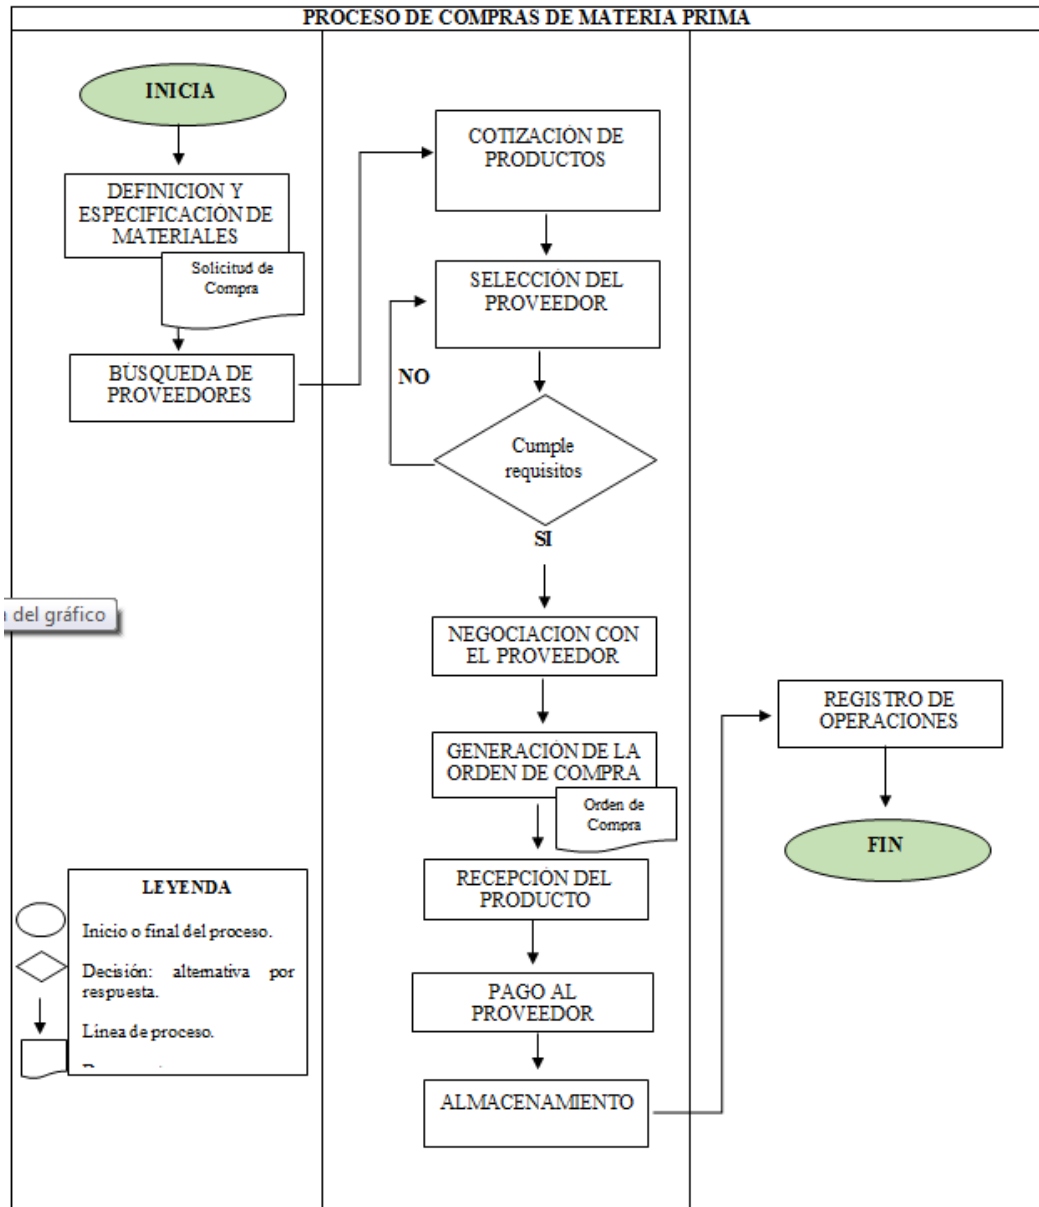 PROCESO DE COMPRAS DE MATERIA PRIMA
INICIA
DEFINICION Y
ESPECIFICACIÓN DE
MATERIALES
Solicitud de
Compra
BÚSQUEDA DE
PROVEEDORES
COTIZACIÓN DE
PRODUCTOS
SELECCIÓN DEL
PROVEEDOR
NO
Cumple
requisitos
SI
del gráfico
NEGOCIACION CON
EL PROVEEDOR
GENERACIÓN DE LA
ORDEN DE COMPRA
Orden de
Compra
RECEPCIÓN DEL
PRODUCTO
PAGO AL
PROVEEDOR
ALMACENAMIENTO
REGISTRO DE
OPERACIONES
FIN
LEYENDA
Inicio o final del proceso.
Decisión: alternativa por
respuesta.
Linea de proceso.